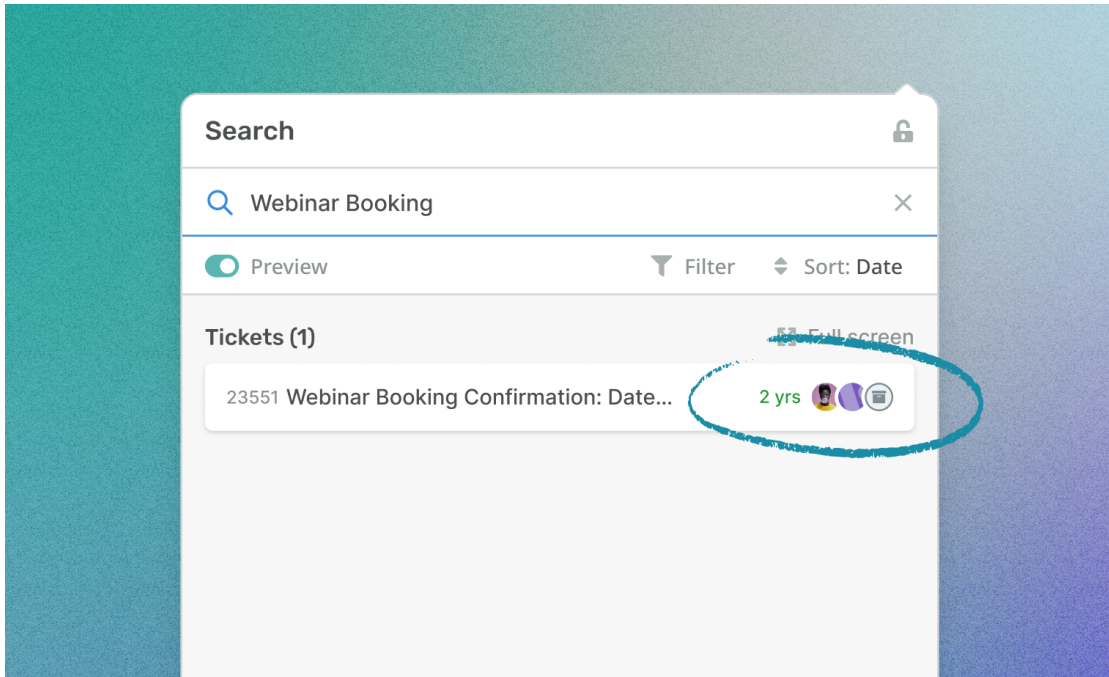 Search
Webinar Booking
Preview
Filter
Sort: Date
Tickets (1)
Full screen
23551 Webinar Booking Confirmation: Date...
2 yrs